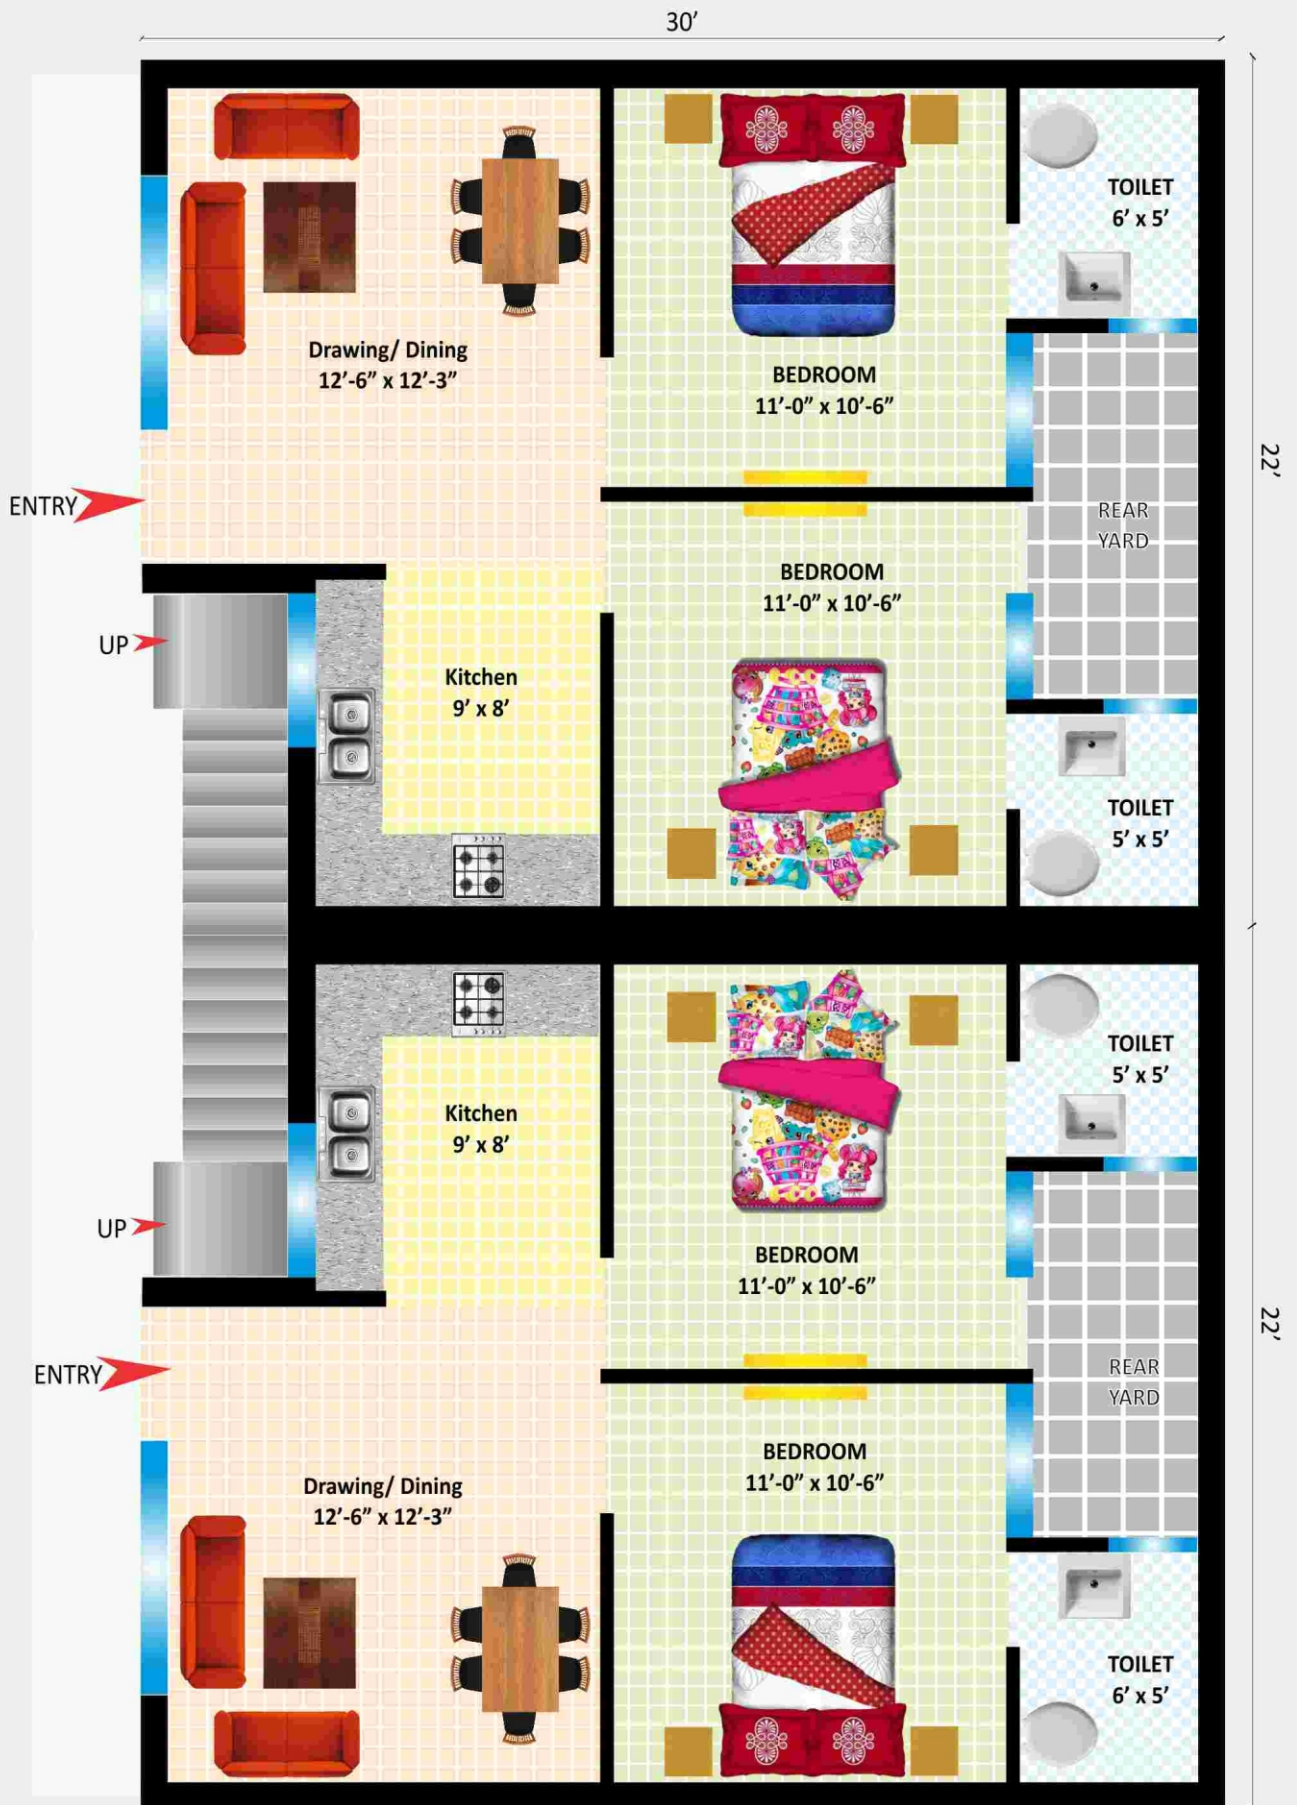 30’
TOILET
6’ x 5’
Drawing/ Dining
12’-6” x 12’-3”
BEDROOM
11’-0” x 10’-6”
22’
ENTRY
REAR
YARD
BEDROOM
11’-0” x 10’-6”
UP
Kitchen
9’ x 8’
TOILET
5’ x 5’
TOILET
5’ x 5’
Kitchen
9’ x 8’
UP
BEDROOM
11’-0” x 10’-6”
22’
ENTRY
REAR
YARD
BEDROOM
11’-0” x 10’-6”
Drawing/ Dining
12’-6” x 12’-3”
TOILET
6’ x 5’